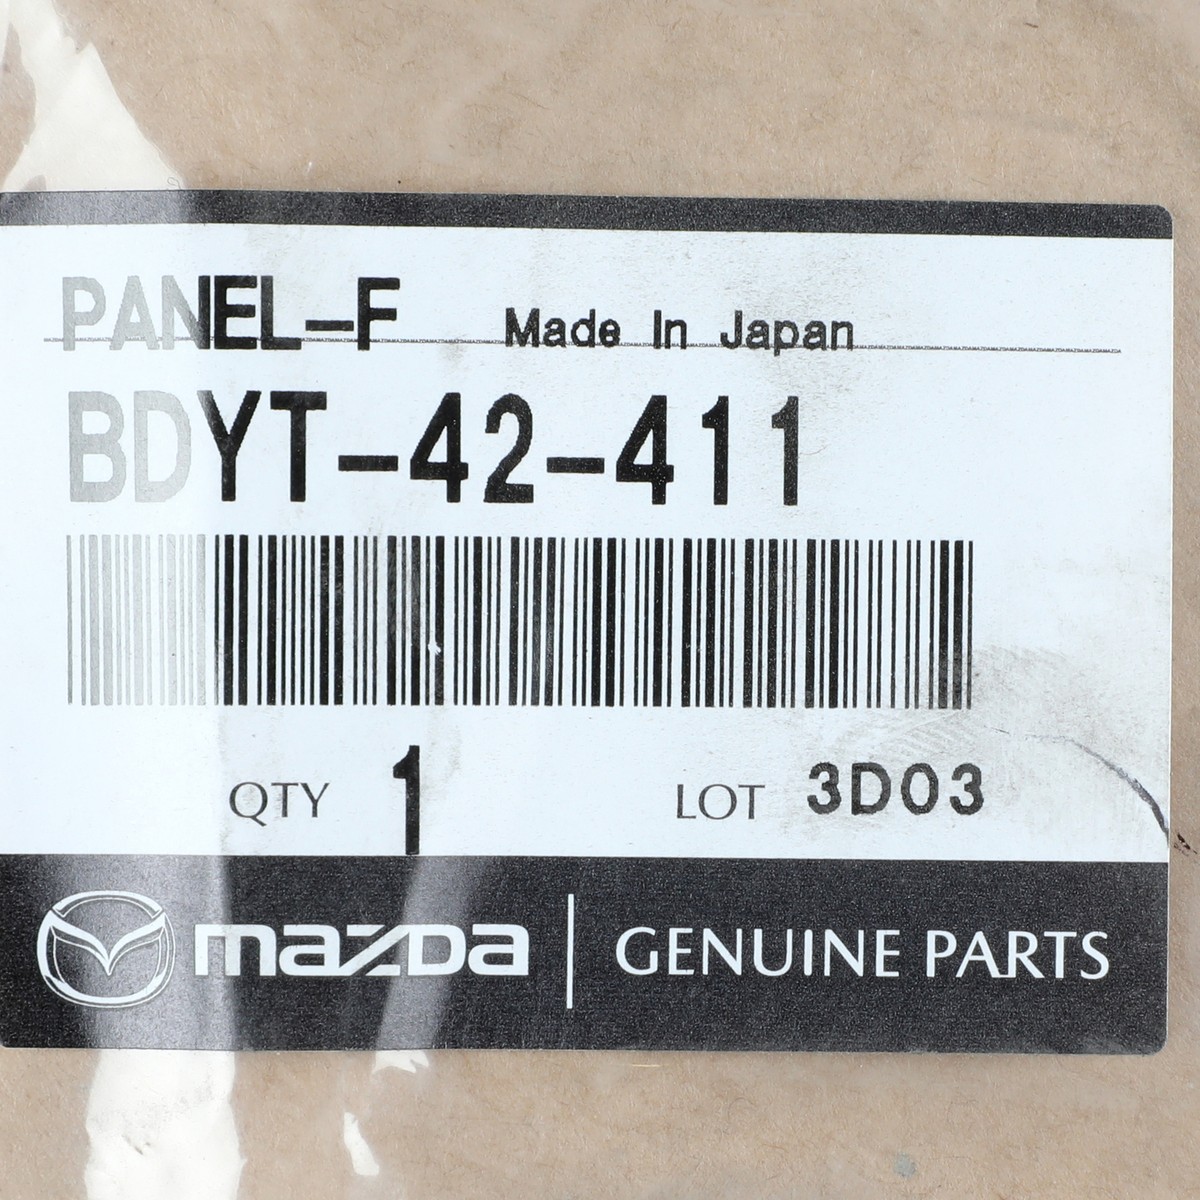 PANEL-F Made In Japan
BDYT-42-411
QTY 1 LOT 3D03
mazda GENUINE PARTS